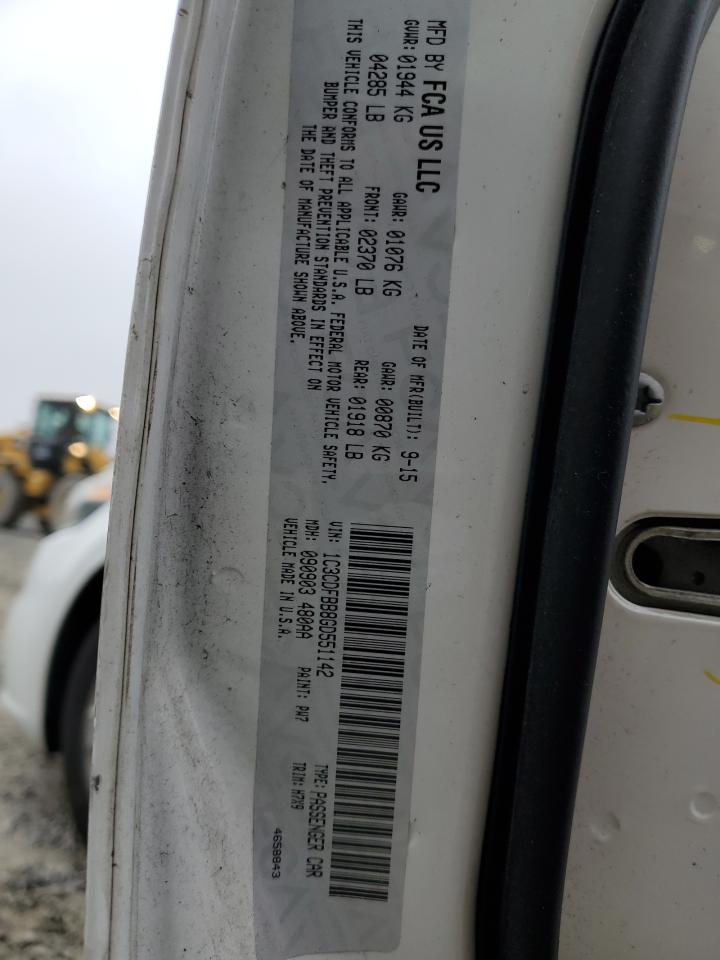 MFD BY FCA US LLC
DATE OF MFR(BUILT): 9-15
GVWR: 01944 KG GAWR: 01076 KG GAWR: 00870 KG
04285 LB FRONT: 02370 LB REAR: 01918 LB
THIS VEHICLE CONFORMS TO ALL APPLICABLE U.S.A. FEDERAL MOTOR VEHICLE SAFETY,
BUMPER AND THEFT PREVENTION STANDARDS IN EFFECT ON
THE DATE OF MANUFACTURE SHOWN ABOVE.
VIN: 1C3CDFBB8GD551142
TYPE: PASSENGER CAR
MDH: 090903 480AA PAINT: PW7 TRIM: H7X9
VEHICLE MADE IN U.S.A.
4658843